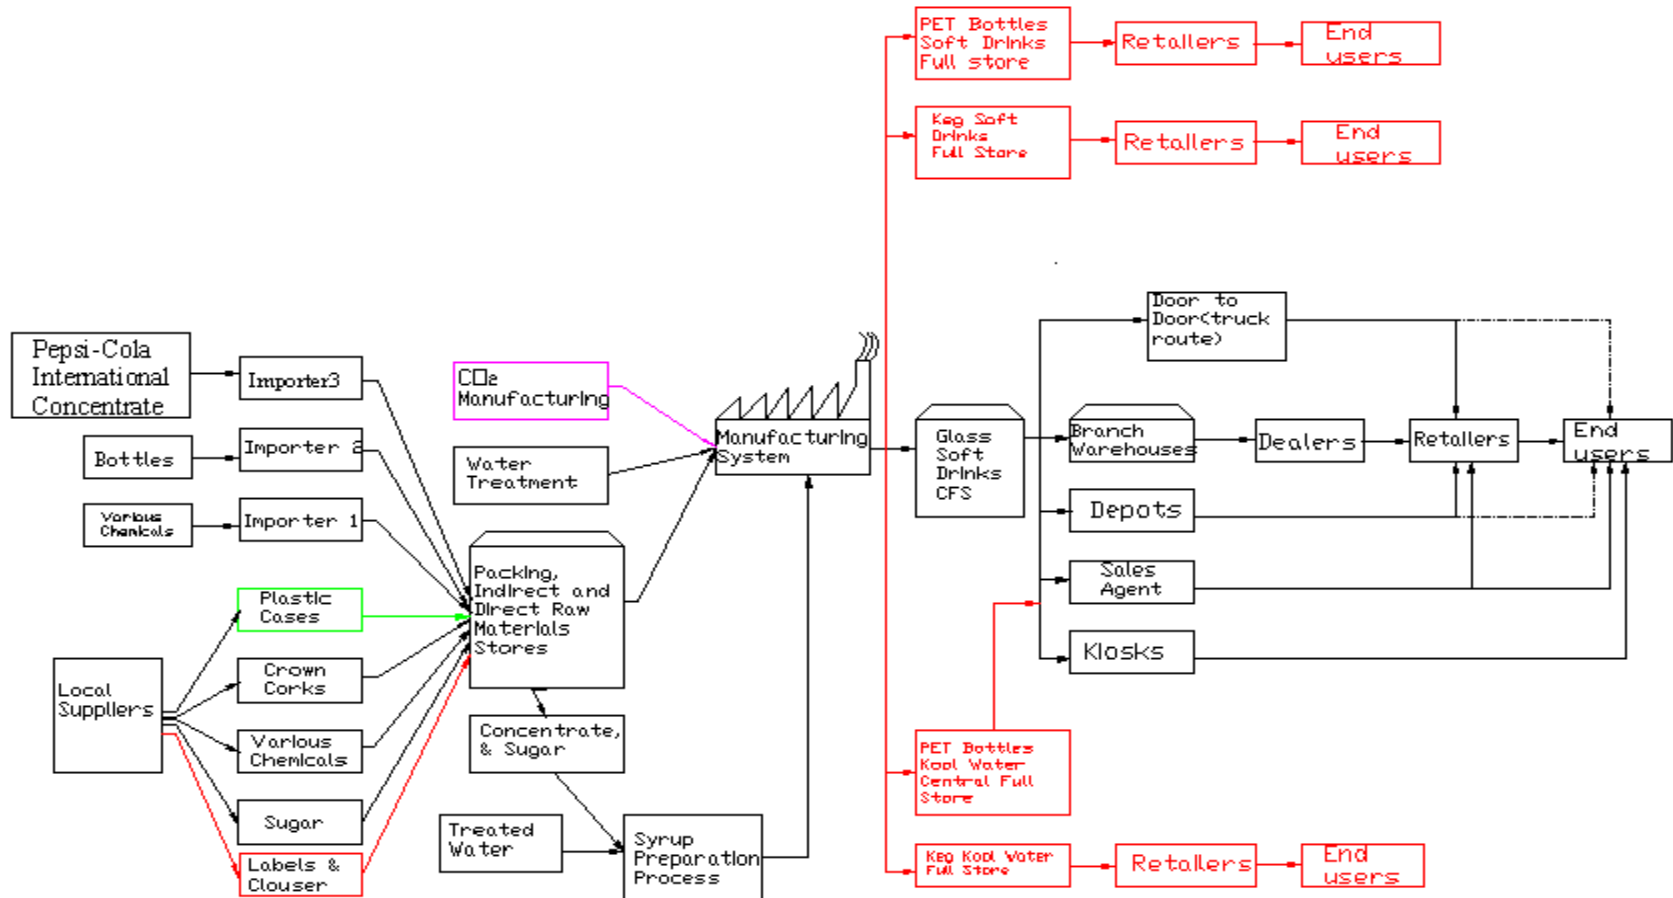 PET Bottles
Soft Drinks
Full store
Retailers
End
users
Keg Soft
Drinks
Full Store
Retailers
End
users
Door to
Door(truck
route)
Pepsi-Cola
International
Concentrate
Importer3
CO2
Manufacturing
Manufacturing
System
Glass
Soft
Drinks
CFS
Branch
Warehouses
Dealers
Retailers
End
users
Bottles
Importer 2
Water
Treatment
Depots
Various
Chemicals
Importer 1
Packing,
Indirect and
Direct Raw
Materials
Stores
Sales
Agent
Plastic
Cases
Kiosks
Local
Suppliers
Crown
Corks
Various
Chemicals
Concentrate,
& Sugar
PET Bottles
Kool Water
Central Full
Store
Sugar
Treated
Water
Syrup
Preparation
Process
Labels &
Clouser
Keg Kool Water
Full Store
Retailers
End
users